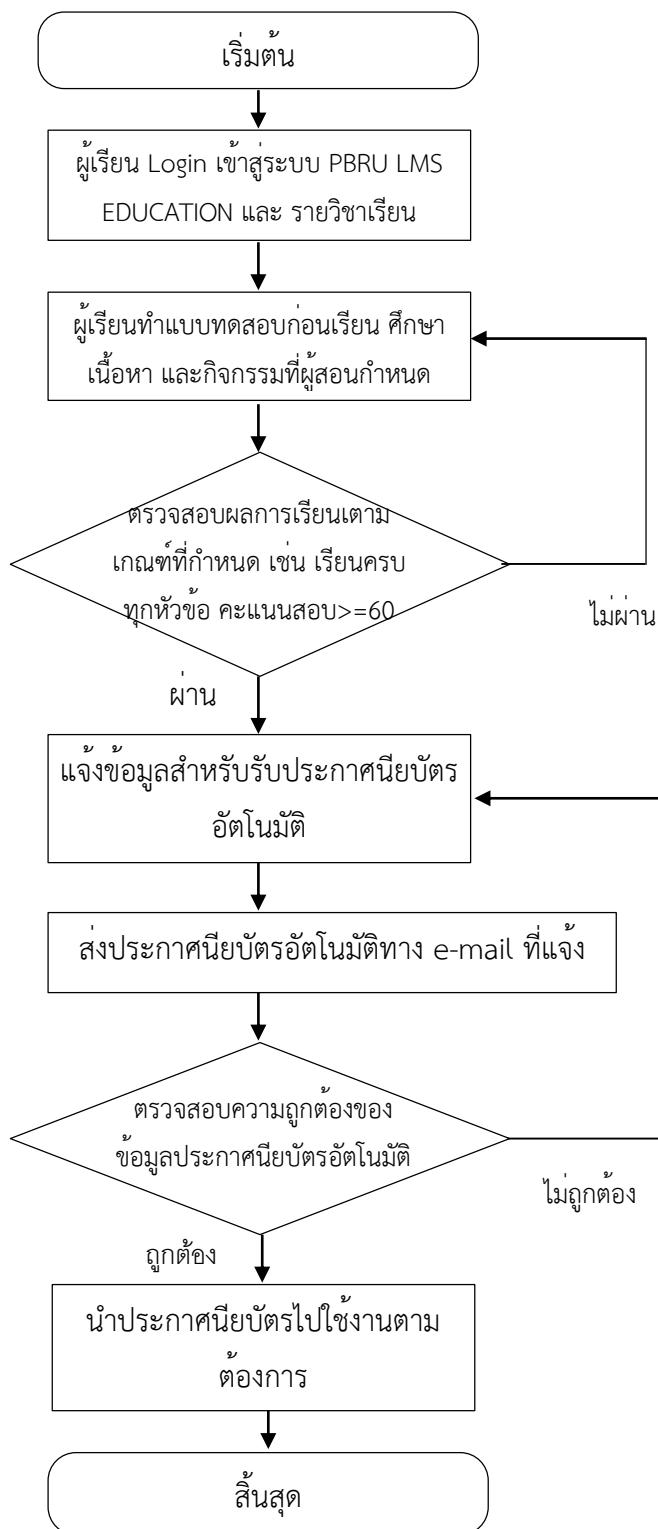 เริ่มต้น
ผู้เรียน Login เข้าสู่ระบบ PBRU LMS
EDUCATION และ รายวิชาเรียน
ผู้เรียนทำแบบทดสอบก่อนเรียน ศึกษา
เนื้อหา และกิจกรรมที่ผู้สอนกำหนด
ตรวจสอบผลการเรียนเตาม
เกณฑ์ที่กำหนด เช่น เรียนครบ
ทุกหัวข้อ คะแนนสอบ>=60
ไม่ผ่าน
ผ่าน
แจ้งข้อมูลสำหรับรับประกาศนียบัตร
อัตโนมัติ
ส่งประกาศนียบัตรอัตโนมัติทาง e-mail ที่แจ้ง
ตรวจสอบความถูกต้องของ
ข้อมูลประกาศนียบัตรอัตโนมัติ
ไม่ถูกต้อง
ถูกต้อง
นำประกาศนียบัตรไปใช้งานตาม
ต้องการ
สิ้นสุด